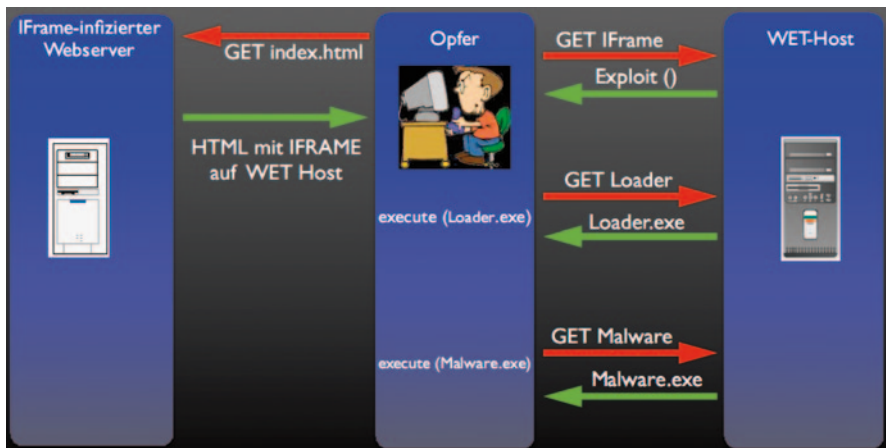 IFrame-infizierter
Webserver
GET index.html
HTML mit IFRAME
auf WET Host
Opfer
execute (Loader.exe)
execute (Malware.exe)
GET IFrame
Exploit ()
GET Loader
Loader.exe
GET Malware
Malware.exe
WET-Host